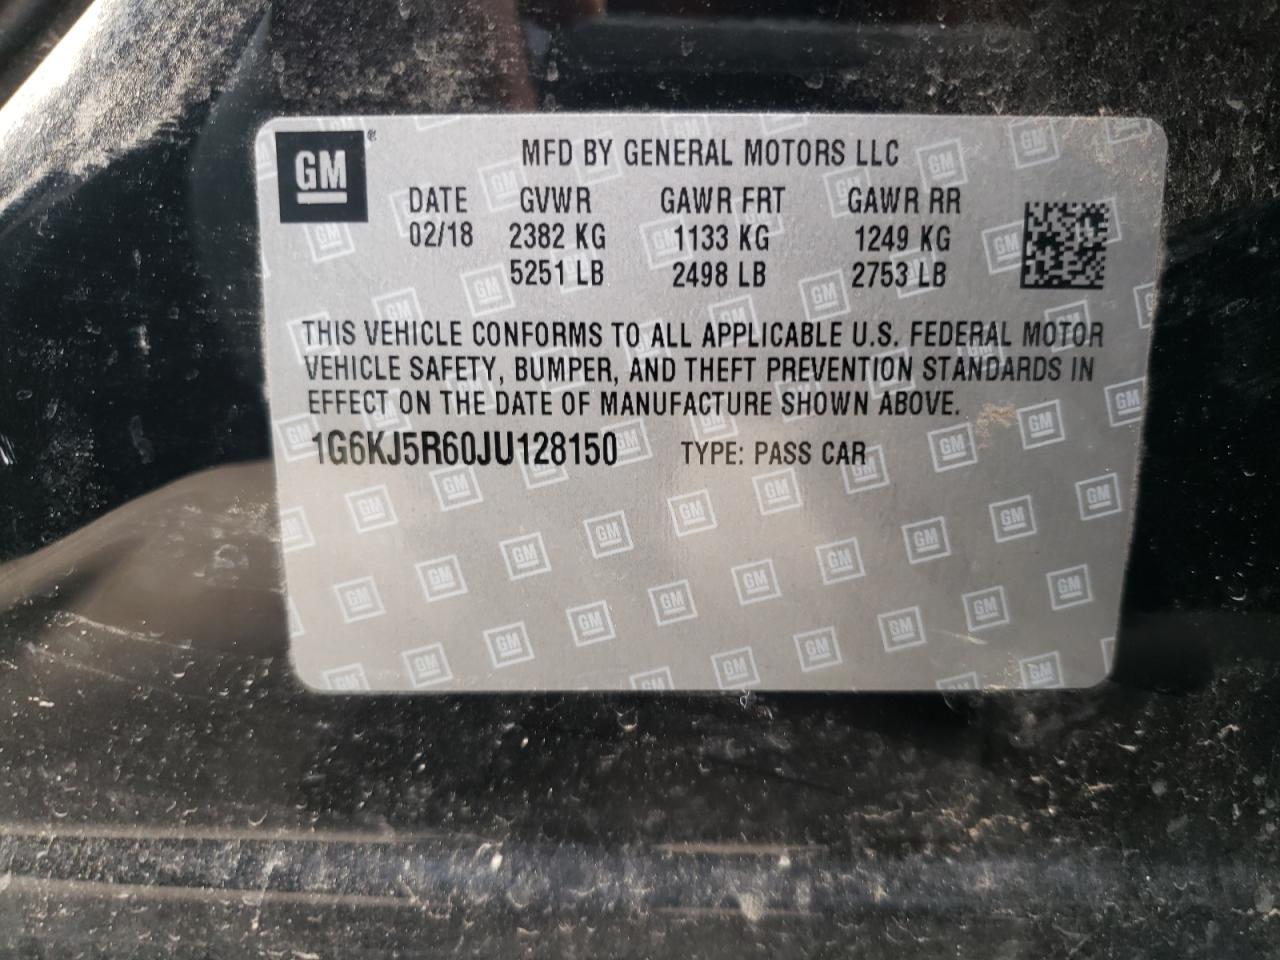 GM®
MFD BY GENERAL MOTORS LLC
DATE GVWR GAWR FRT GAWR RR
02/18 2382 KG 1133 KG 1249 KG
5251 LB 2498 LB 2753 LB
THIS VEHICLE CONFORMS TO ALL APPLICABLE U.S. FEDERAL MOTOR
VEHICLE SAFETY, BUMPER, AND THEFT PREVENTION STANDARDS IN
EFFECT ON THE DATE OF MANUFACTURE SHOWN ABOVE.
1G6KJ5R60JU128150 TYPE: PASS CAR